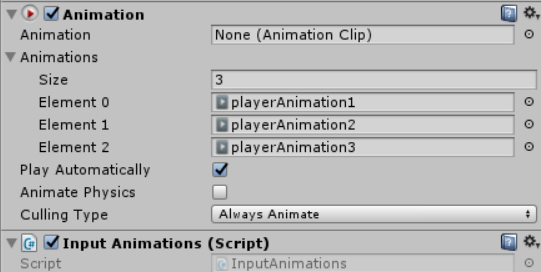 Animation
Animation None (Animation Clip)
Animations
Size 3
Element 0 playerAnimation1
Element 1 playerAnimation2
Element 2 playerAnimation3
Play Automatically
Animate Physics
Culling Type Always Animate
Input Animations (Script)
Script InputAnimations